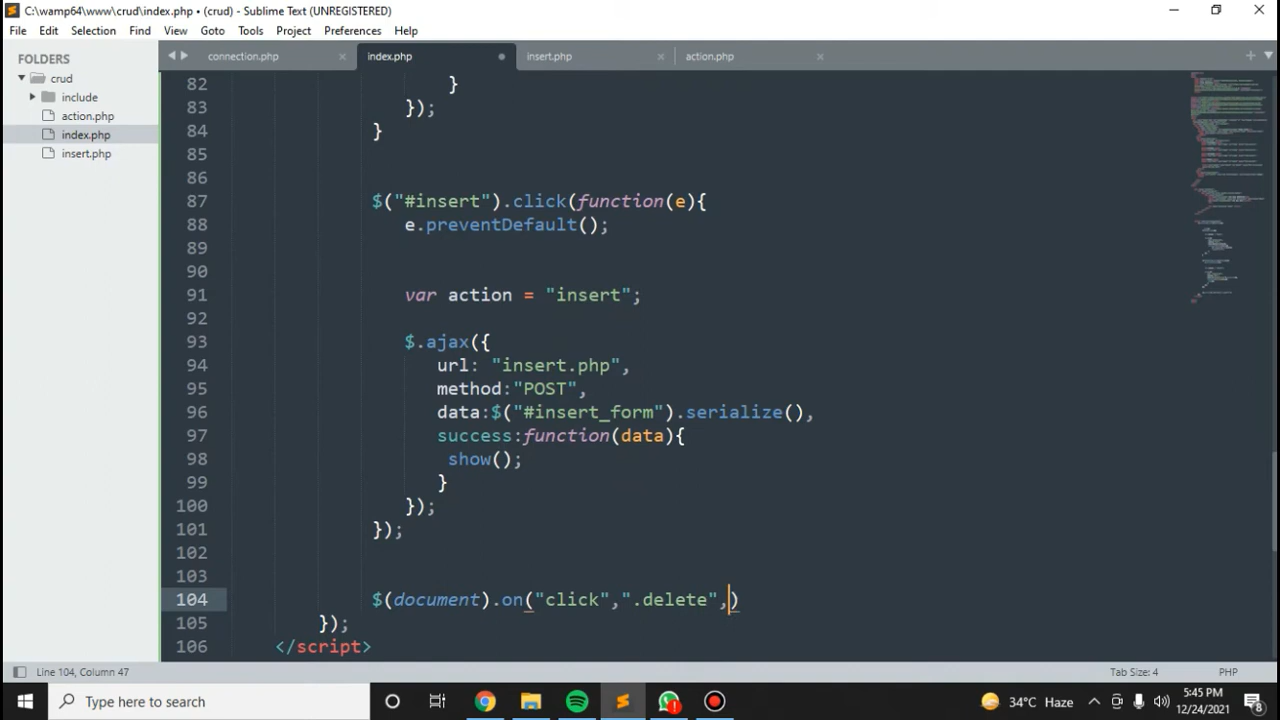 C:\wamp64\www\crud\index.php • (crud) - Sublime Text (UNREGISTERED)
File Edit Selection Find View Goto Tools Project Preferences Help
FOLDERS
crud
include
action.php
index.php
insert.php
connection.php index.php insert.php action.php
82 }
83 });
84 }
85
86
87 $("#insert").click(function(e){
88 e.preventDefault();
89
90
91 var action = "insert";
92
93 $.ajax({
94 url: "insert.php",
95 method:"POST",
96 data:$("#insert_form").serialize(),
97 success:function(data){
98 show();
99 }
100 });
101 });
102
103
104 $(document).on("click",".delete",)
105 });
106 </script>
Line 104, Column 47 Tab Size: 4 PHP
Type here to search
34°C Haze
5:45 PM
12/24/2021
8